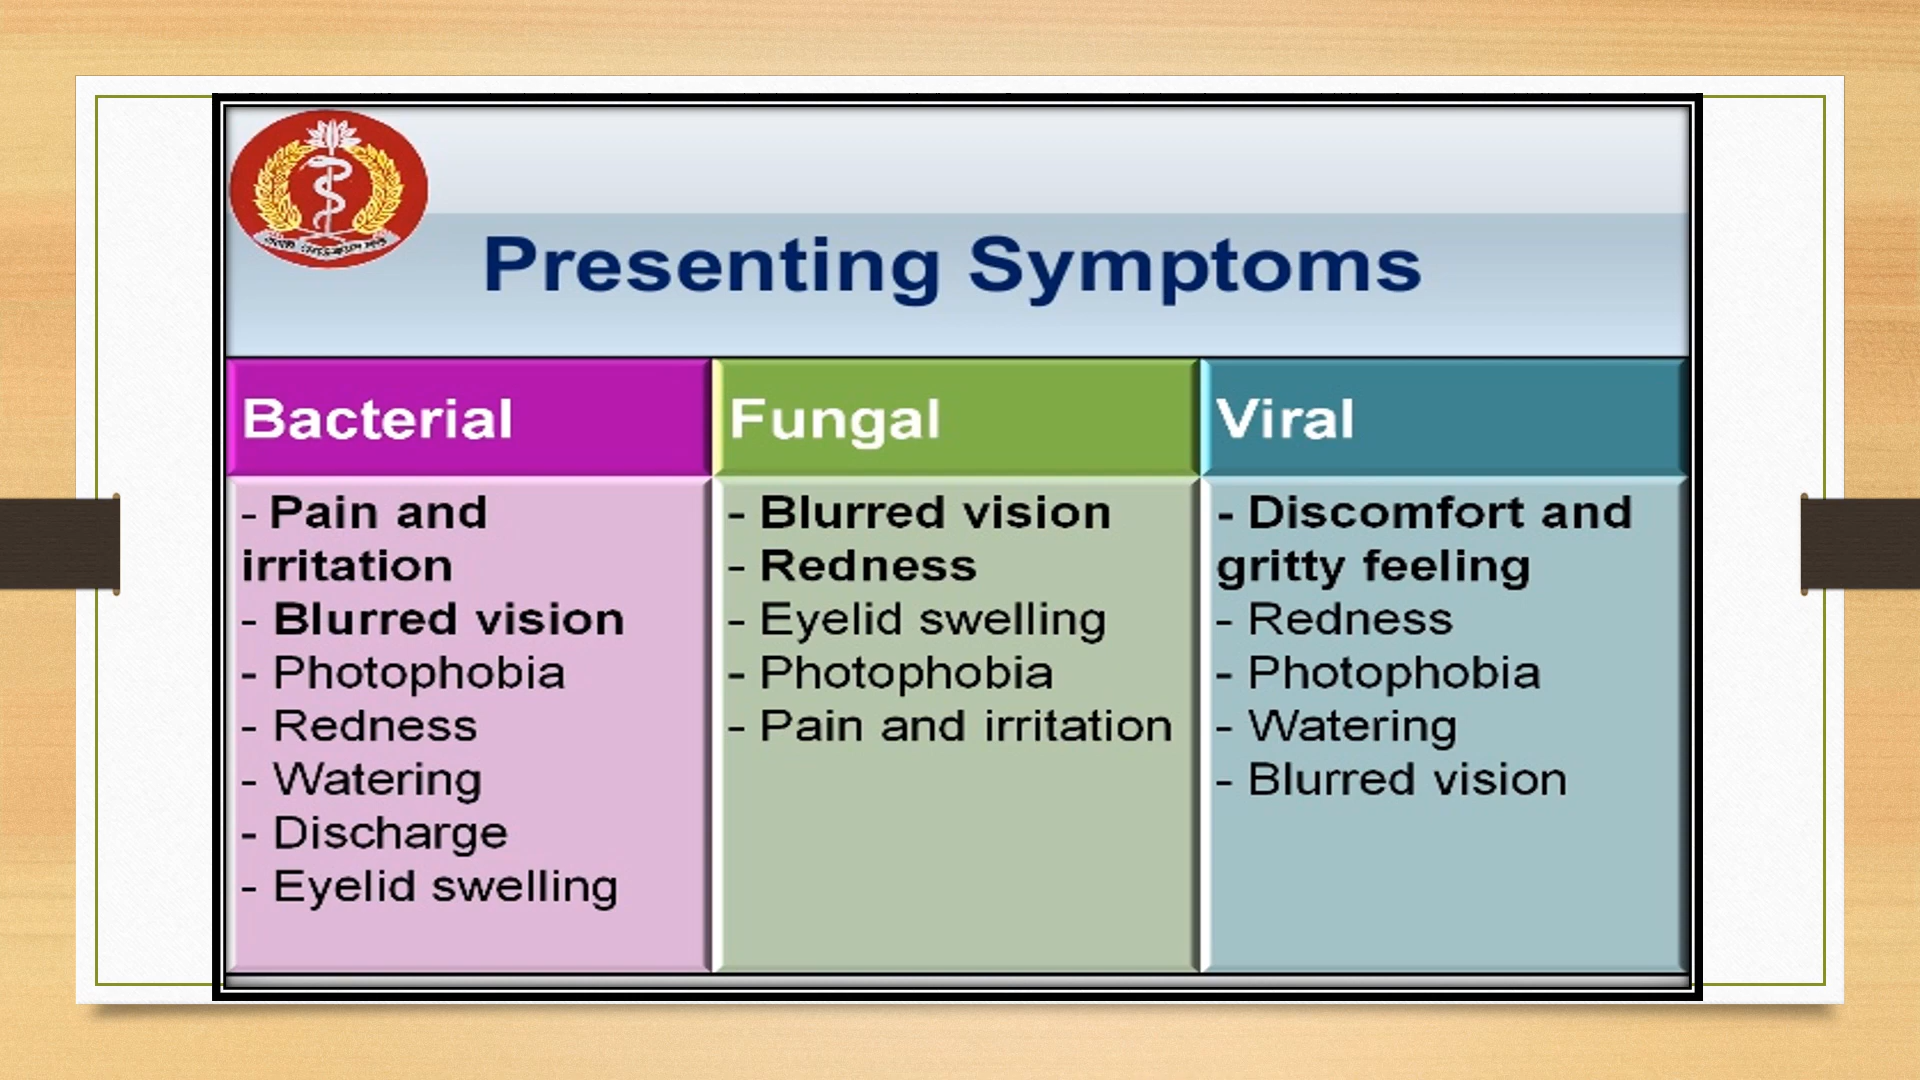 Presenting Symptoms
Bacterial
- Pain and
irritation
- Blurred vision
- Photophobia
- Redness
- Watering
- Discharge
- Eyelid swelling
Fungal
- Blurred vision
- Redness
- Eyelid swelling
- Photophobia
- Pain and irritation
Viral
- Discomfort and
gritty feeling
- Redness
- Photophobia
- Watering
- Blurred vision